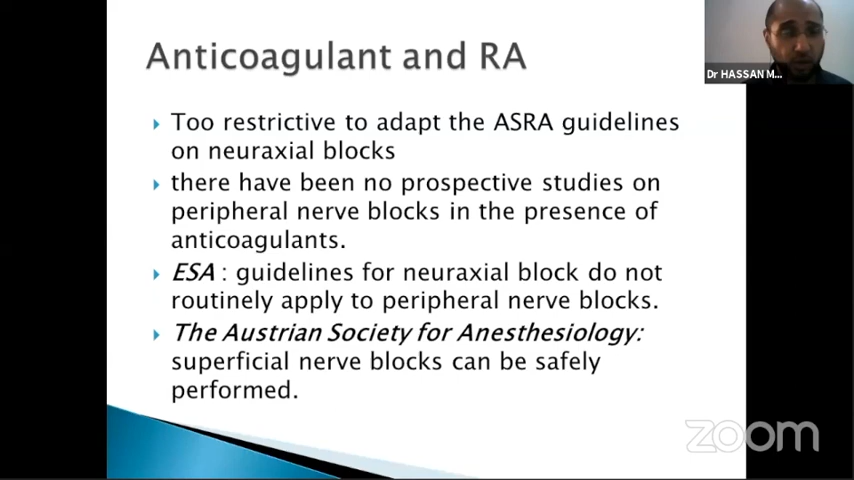 Anticoagulant and RA
Dr HASSAN M...
Too restrictive to adapt the ASRA guidelines
on neuraxial blocks
there have been no prospective studies on
peripheral nerve blocks in the presence of
anticoagulants.
ESA : guidelines for neuraxial block do not
routinely apply to peripheral nerve blocks.
The Austrian Society for Anesthesiology:
superficial nerve blocks can be safely
performed.
zoom